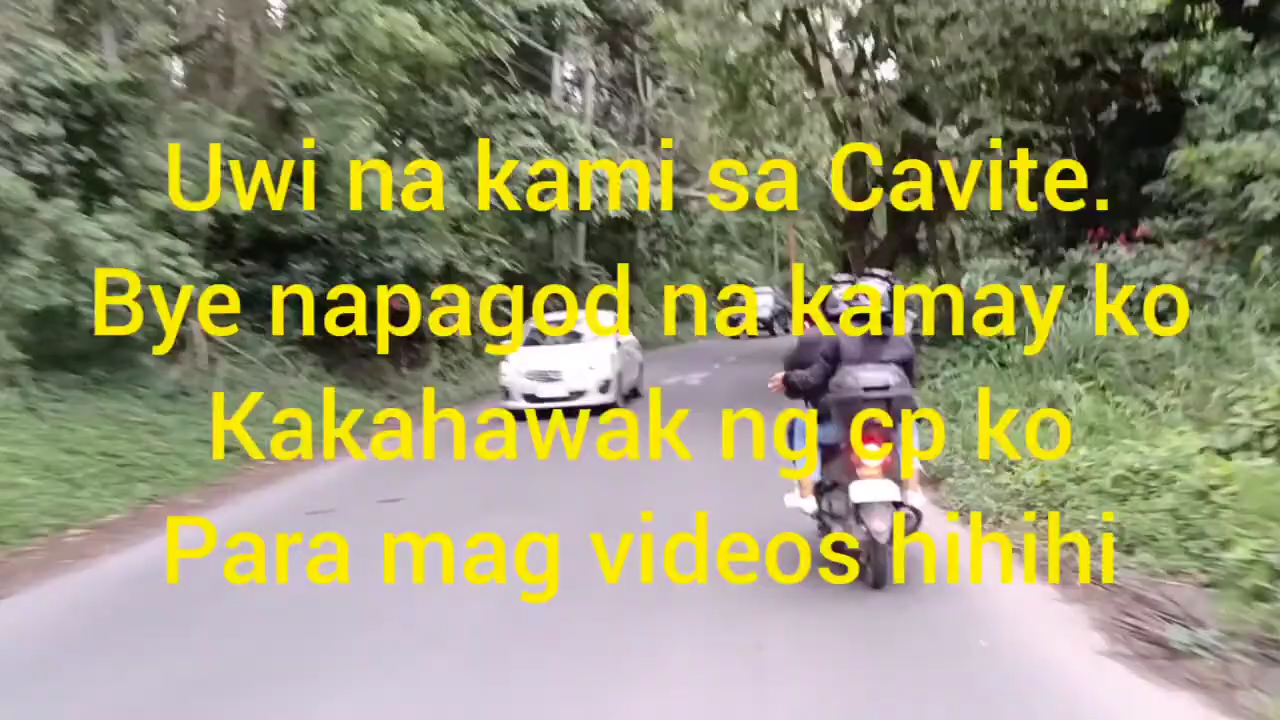 Uwi na kami sa Cavite.
Bye napagod na kamay ko
Kakahawak ng cp ko
Para mag videos hihihi